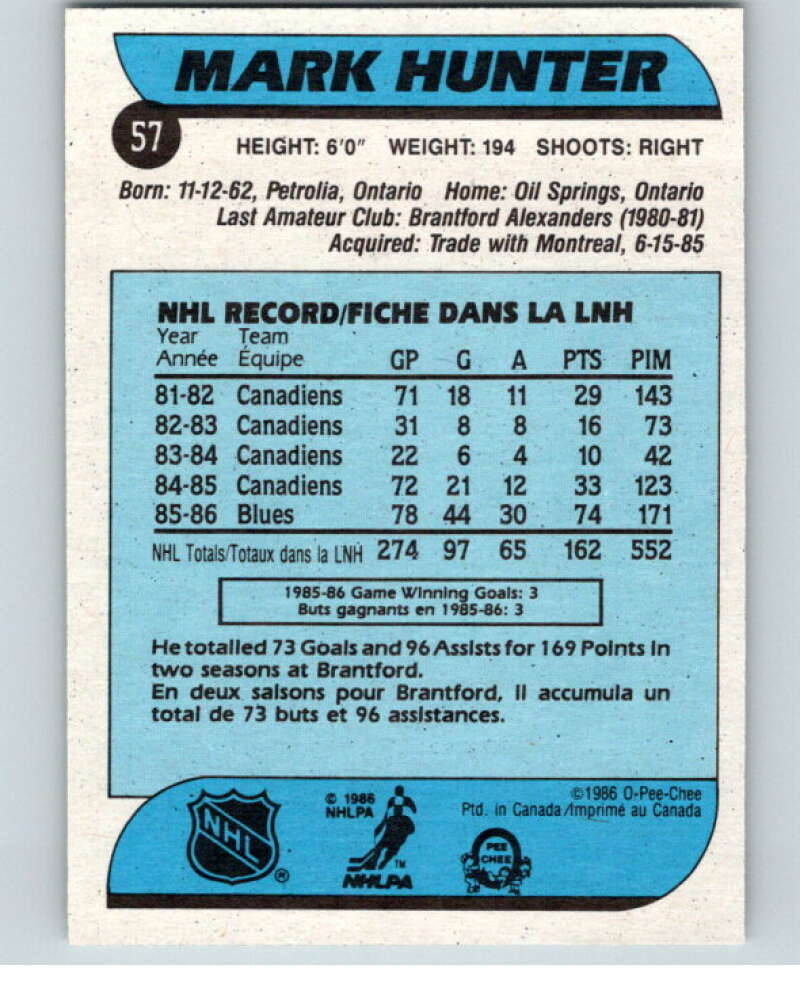 MARK HUNTER
57
HEIGHT: 6'0" WEIGHT: 194 SHOOTS: RIGHT
Born: 11-12-62, Petrolia, Ontario Home: Oil Springs, Ontario
Last Amateur Club: Brantford Alexanders (1980-81)
Acquired: Trade with Montreal, 6-15-85
NHL RECORD/FICHE DANS LA LNH
Year Team
Année Équipe GP G A PTS PIM
81-82 Canadiens 71 18 11 29 143
82-83 Canadiens 31 8 8 16 73
83-84 Canadiens 22 6 4 10 42
84-85 Canadiens 72 21 12 33 123
85-86 Blues 78 44 30 74 171
NHL Totals/Totaux dans la LNH 274 97 65 162 552
1985-86 Game Winning Goals: 3
Buts gagnants en 1985-86: 3
He totalled 73 Goals and 96 Assists for 169 Points in
two seasons at Brantford.
En deux saisons pour Brantford, il accumula un
total de 73 buts et 96 assistances.
NHL ®
© 1986
NHLPA
TM
NHLPA
PEE
CHEE
©1986 O-Pee-Chee
Ptd. in Canada/Imprimé au Canada